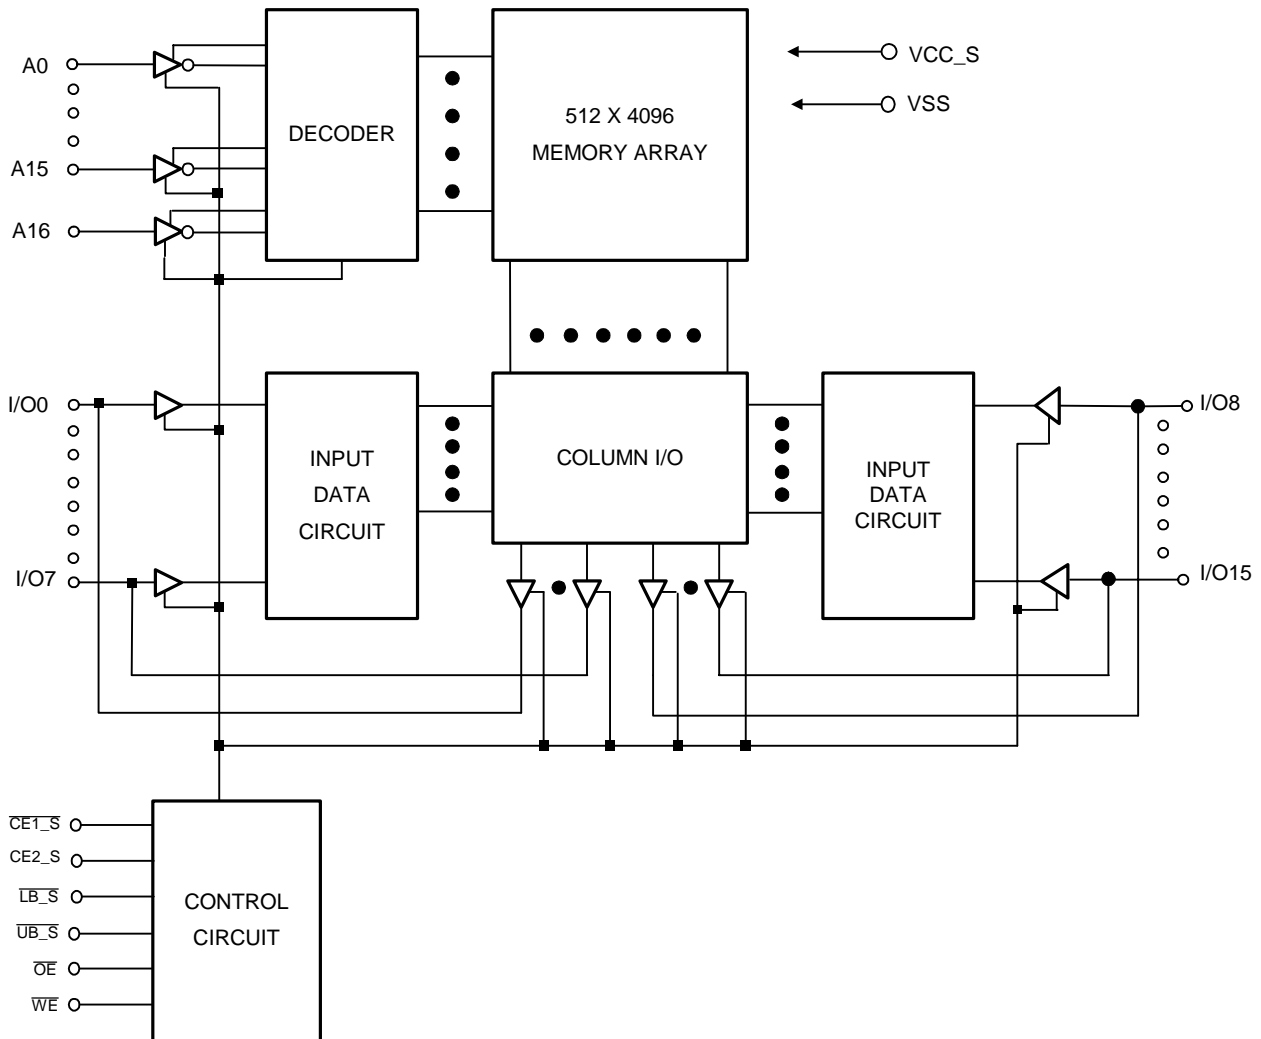 A0
A15
A16
DECODER
512 X 4096
MEMORY ARRAY
VCC_S
VSS
I/O0
I/O7
INPUT
DATA
CIRCUIT
COLUMN I/O
INPUT
DATA
CIRCUIT
I/O8
I/O15
CE1_S
CE2_S
LB_S
UB_S
OE
WE
CONTROL
CIRCUIT